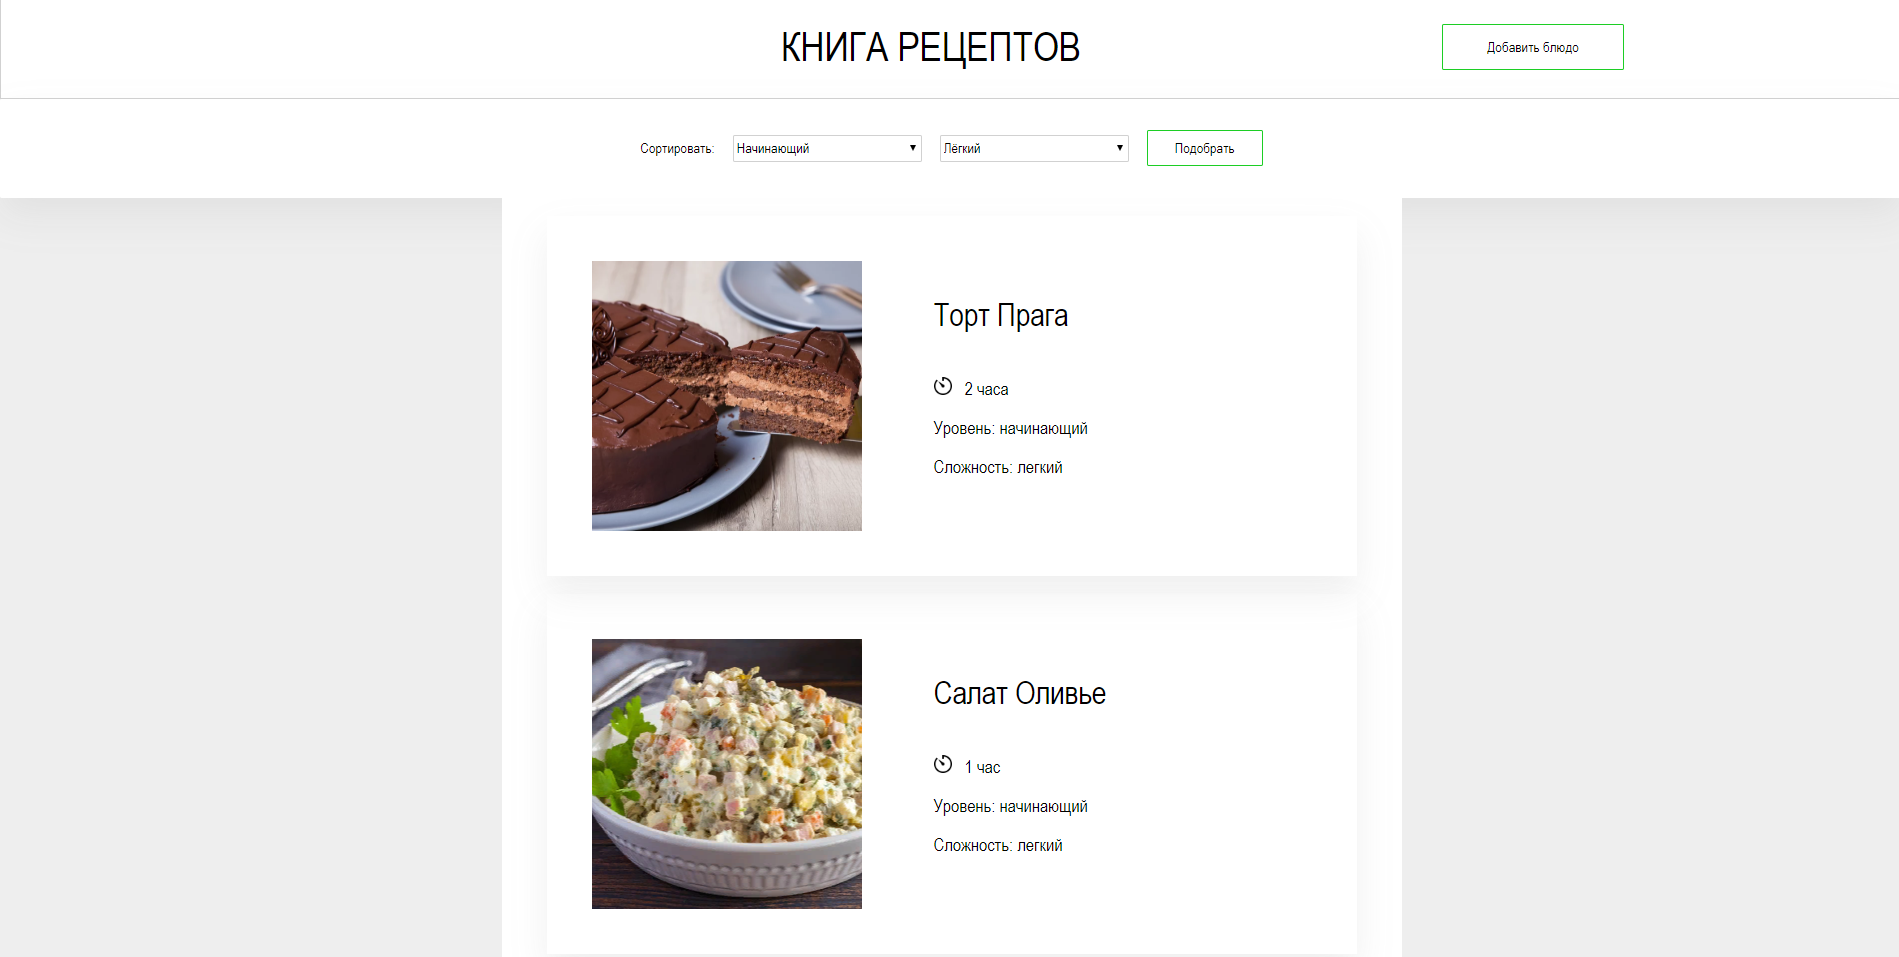 КНИГА РЕЦЕПТОВ
Добавить блюдо
Сортировать: Начинающий Лёгкий Подобрать
Торт Прага
2 часа
Уровень: начинающий
Сложность: легкий
Салат Оливье
1 час
Уровень: начинающий
Сложность: легкий